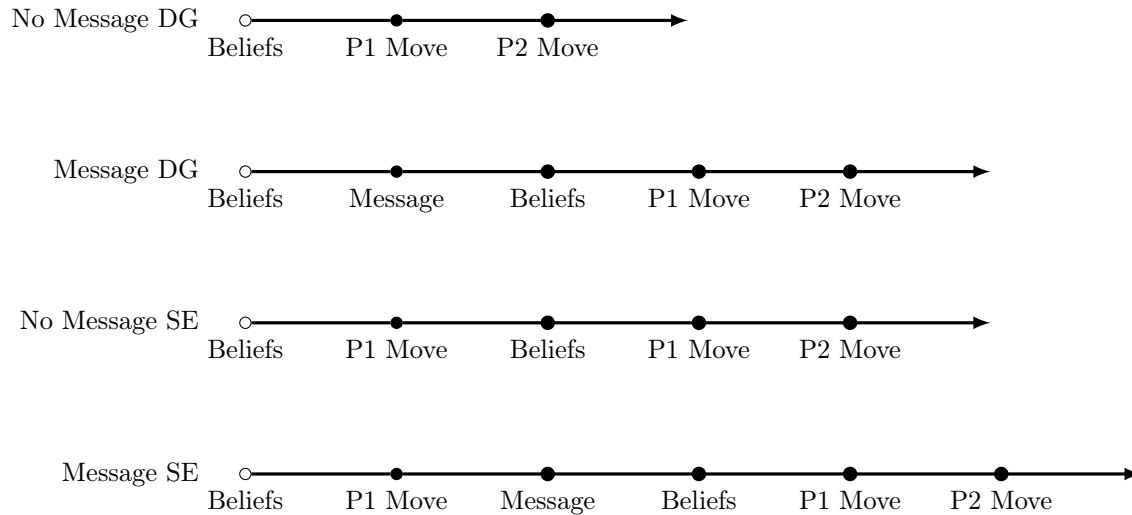 No Message DG
Beliefs P1 Move P2 Move
Message DG
Beliefs Message Beliefs P1 Move P2 Move
No Message SE
Beliefs P1 Move Beliefs P1 Move P2 Move
Message SE
Beliefs P1 Move Message Beliefs P1 Move P2 Move